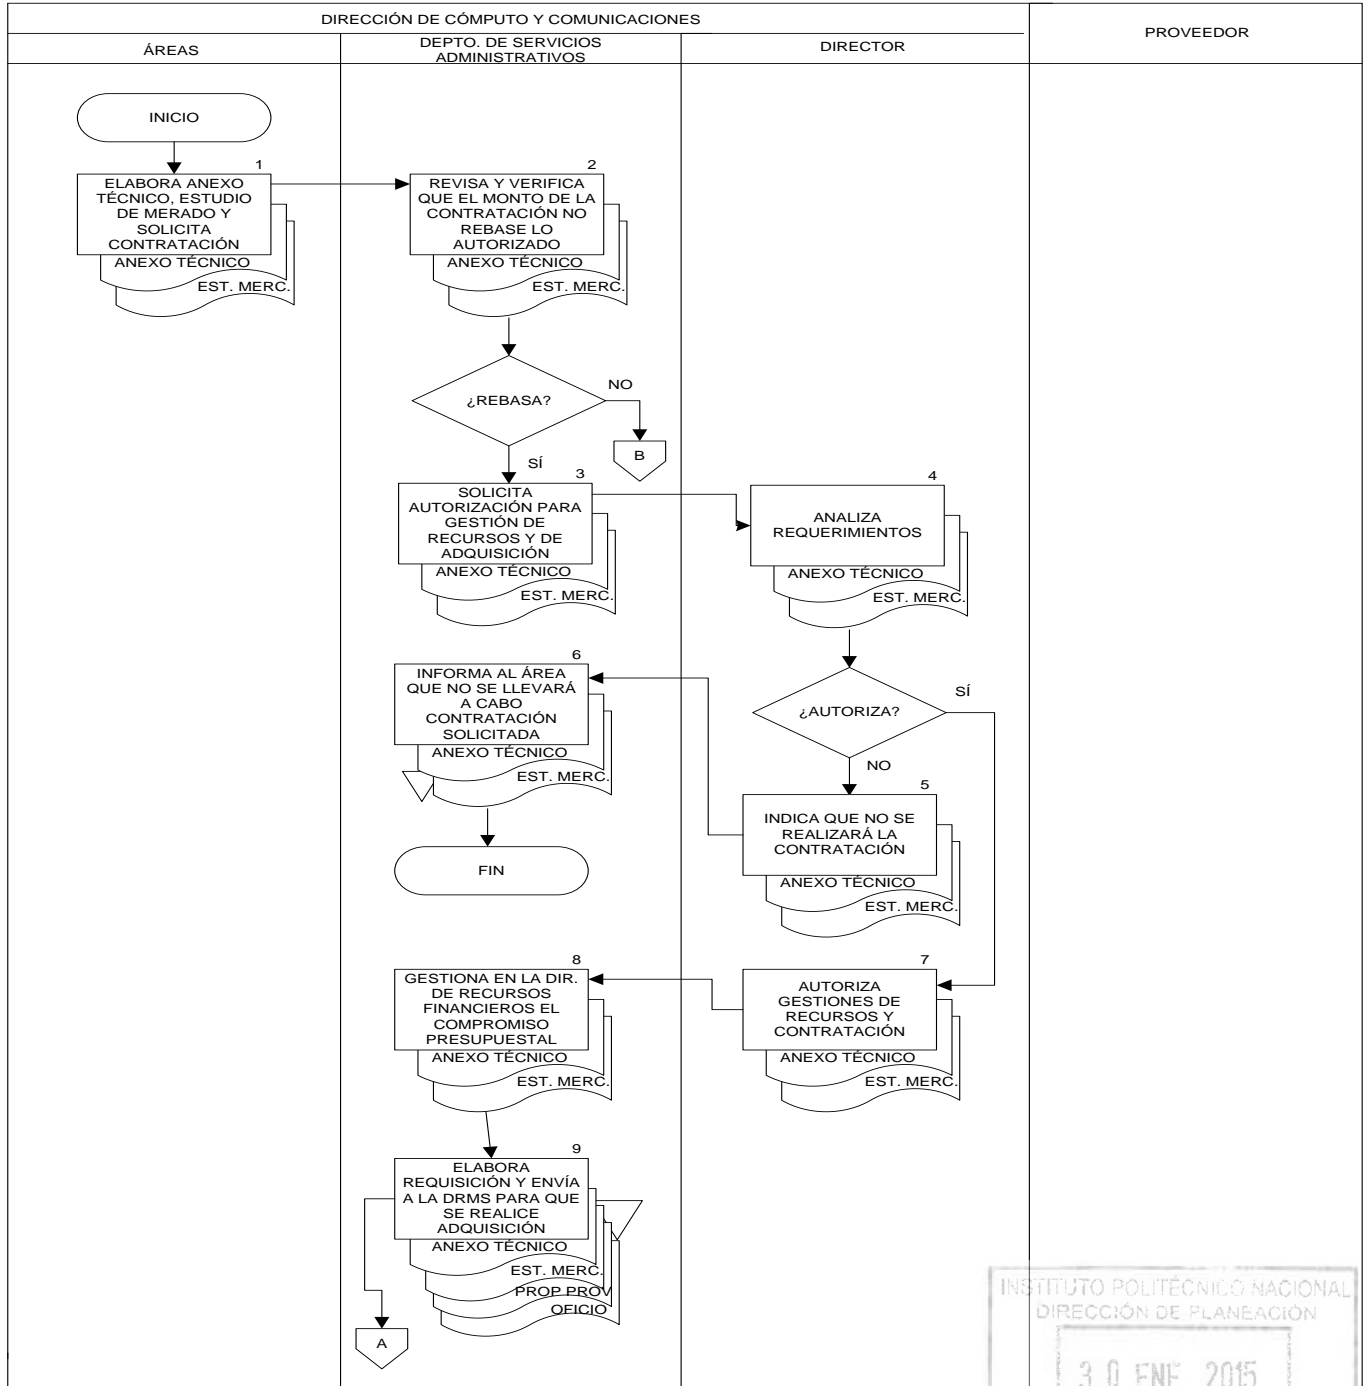 DIRECCIÓN DE CÓMPUTO Y COMUNICACIONES
PROVEEDOR
ÁREAS
DEPTO. DE SERVICIOS
ADMINISTRATIVOS
DIRECTOR
INICIO
1
ELABORA ANEXO
TÉCNICO, ESTUDIO
DE MERADO Y
SOLICITA
CONTRATACIÓN
ANEXO TÉCNICO
EST. MERC.
2
REVISA Y VERIFICA
QUE EL MONTO DE LA
CONTRATACIÓN NO
REBASE LO
AUTORIZADO
ANEXO TÉCNICO
EST. MERC.
¿REBASA?
NO
B
SÍ
3
SOLICITA
AUTORIZACIÓN PARA
GESTIÓN DE
RECURSOS Y DE
ADQUISICIÓN
ANEXO TÉCNICO
EST. MERC.
4
ANALIZA
REQUERIMIENTOS
ANEXO TÉCNICO
EST. MERC.
¿AUTORIZA?
SÍ
NO
5
INDICA QUE NO SE
REALIZARÁ LA
CONTRATACIÓN
ANEXO TÉCNICO
EST. MERC.
6
INFORMA AL ÁREA
QUE NO SE LLEVARÁ
A CABO
CONTRATACIÓN
SOLICITADA
ANEXO TÉCNICO
EST. MERC.
FIN
7
AUTORIZA
GESTIONES DE
RECURSOS Y
CONTRATACIÓN
ANEXO TÉCNICO
EST. MERC.
8
GESTIONA EN LA DIR.
DE RECURSOS
FINANCIEROS EL
COMPROMISO
PRESUPUESTAL
ANEXO TÉCNICO
EST. MERC.
9
ELABORA
REQUISICIÓN Y ENVÍA
A LA DRMS PARA QUE
SE REALICE
ADQUISICIÓN
ANEXO TÉCNICO
EST. MERC.
PROP PROV
OFICIO
A
INSTITUTO POLITÉCNICO NACIONAL
DIRECCIÓN DE PLANEACIÓN
30 ENE 2015